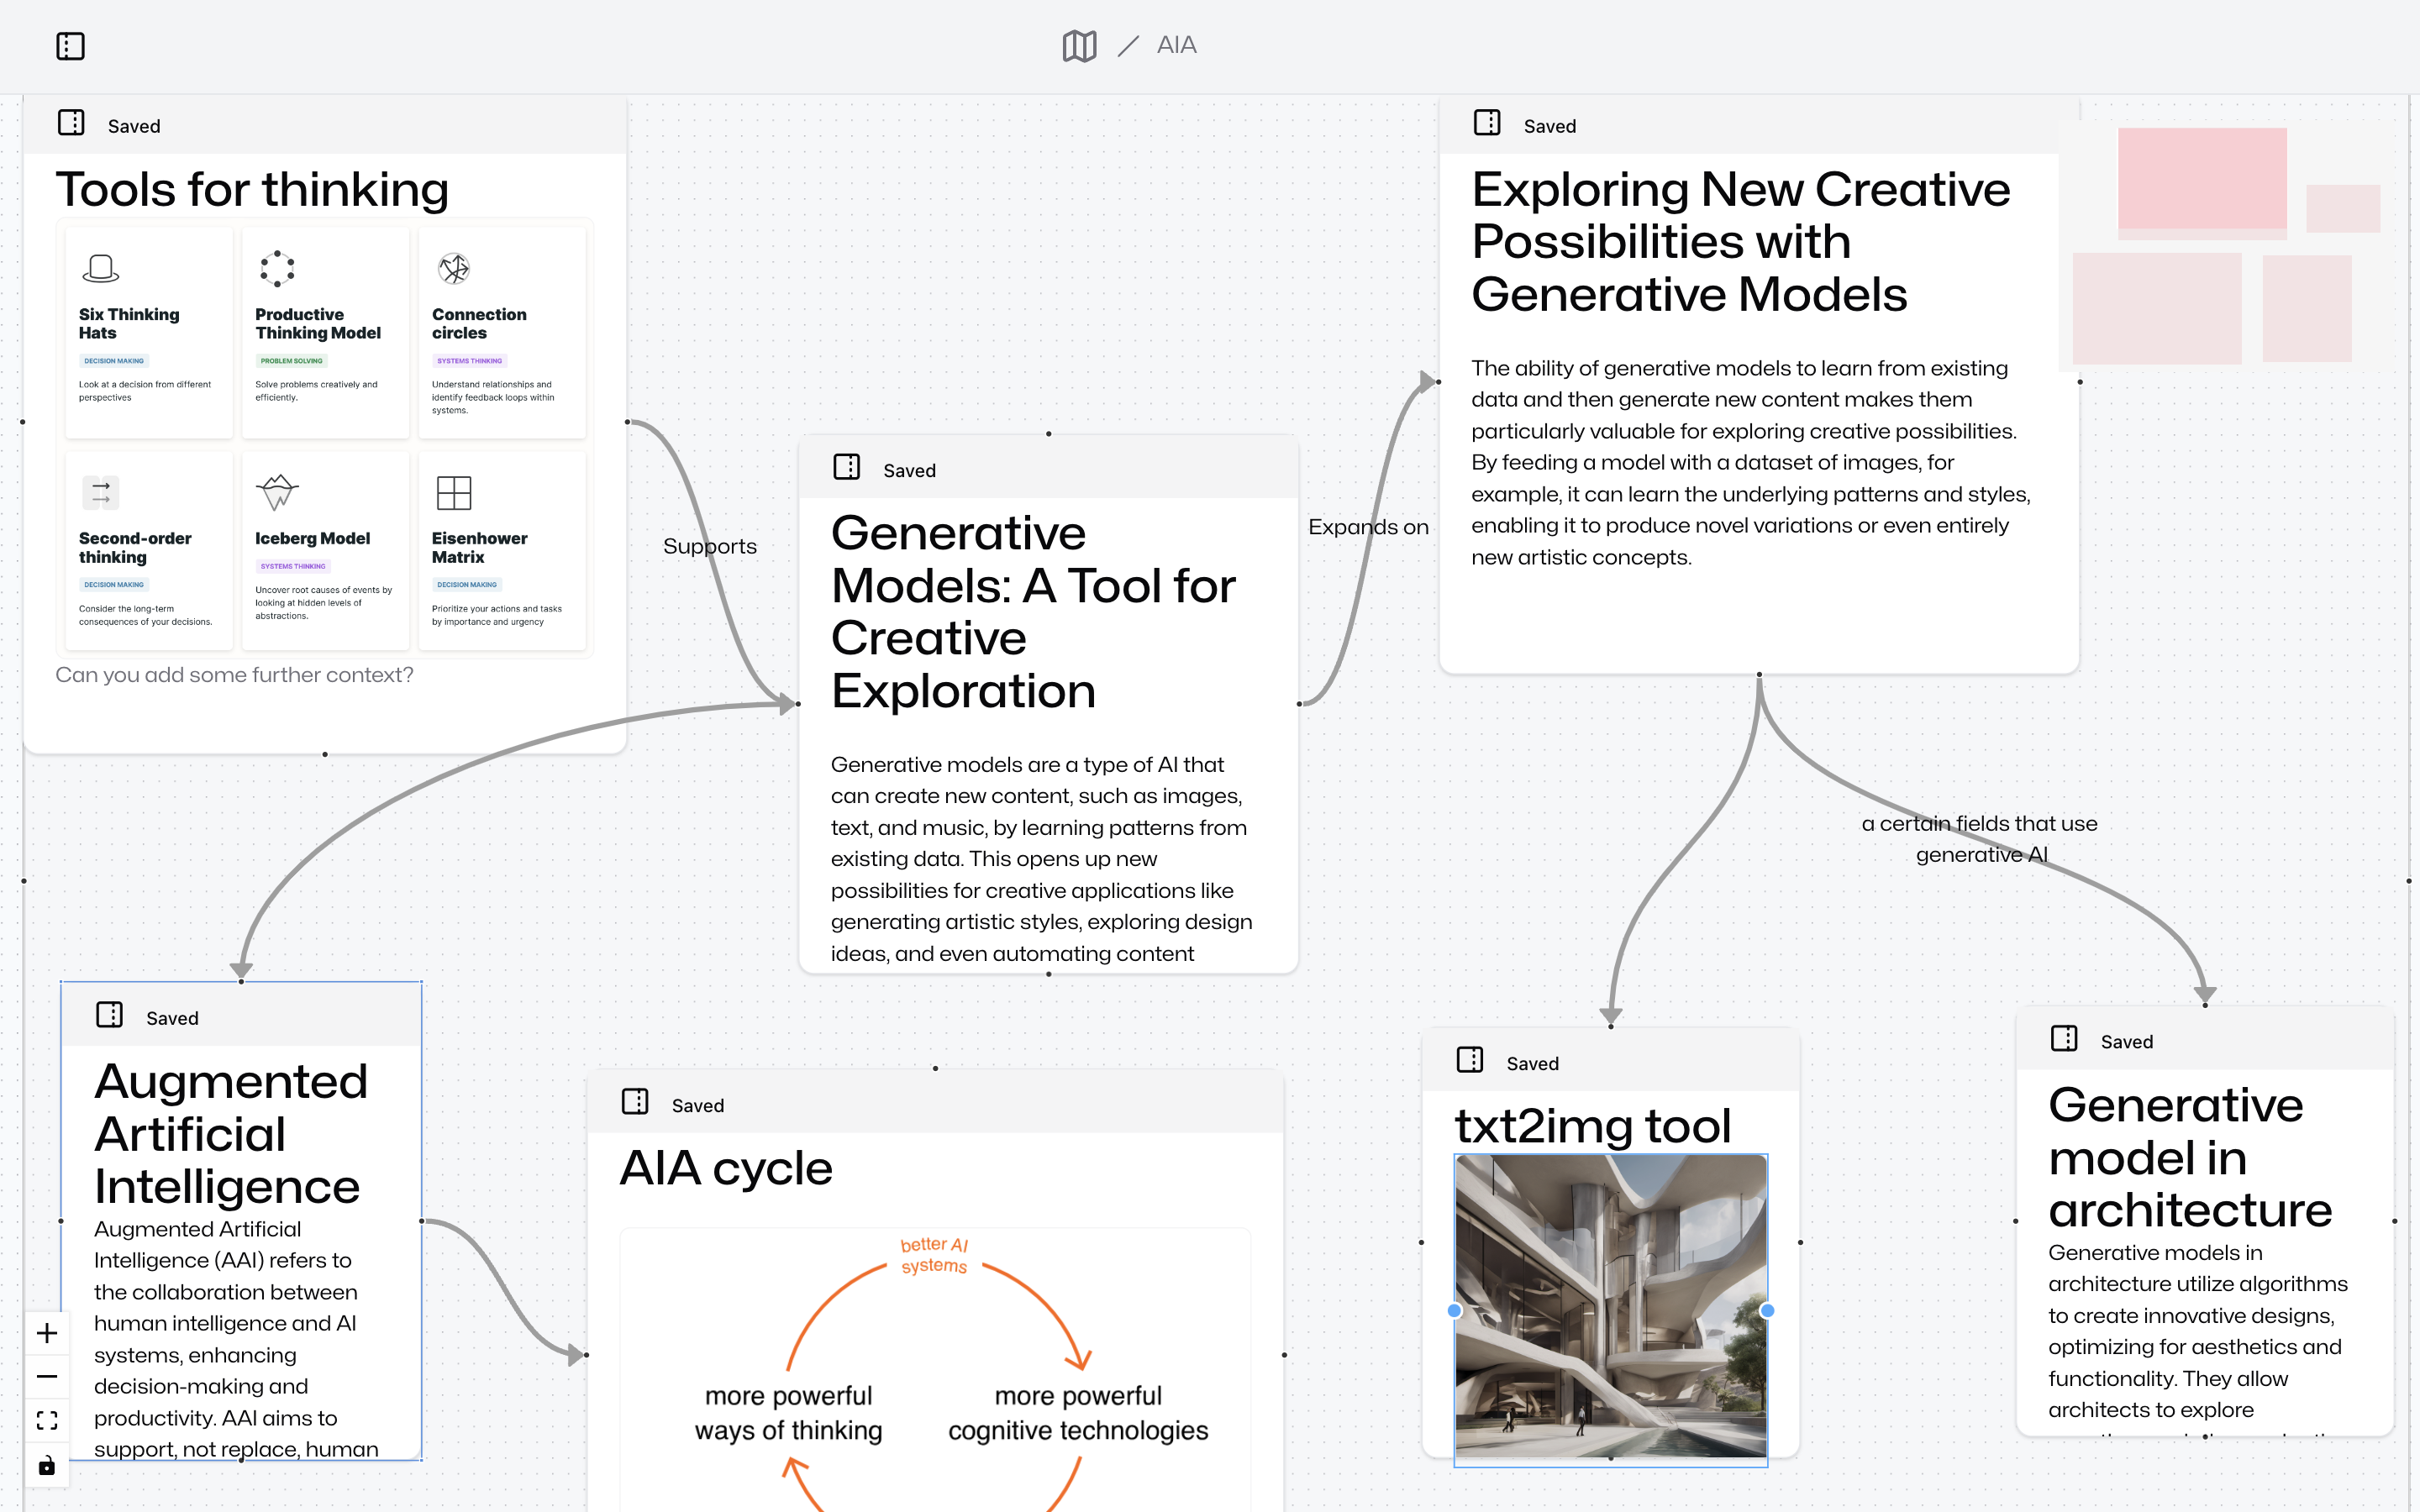 AIA
Saved
Tools for thinking
Six Thinking
Hats
DECISION MAKING
Look at a decision from different
perspectives
Productive
Thinking Model
PROBLEM SOLVING
Solve problems creatively and
efficiently.
Connection
circles
SYSTEMS THINKING
Understand relationships and
identify feedback loops within
systems.
Second-order
thinking
DECISION MAKING
Consider the long-term
consequences of your decisions.
Iceberg Model
SYSTEMS THINKING
Uncover root causes of events by
looking at hidden levels of
abstractions.
Eisenhower
Matrix
DECISION MAKING
Prioritize your actions and tasks
by importance and urgency
Can you add some further context?
Supports
Saved
Generative
Models: A Tool for
Creative
Exploration
Generative models are a type of AI that
can create new content, such as images,
text, and music, by learning patterns from
existing data. This opens up new
possibilities for creative applications like
generating artistic styles, exploring design
ideas, and even automating content
Expands on
Saved
Exploring New Creative
Possibilities with
Generative Models
The ability of generative models to learn from existing
data and then generate new content makes them
particularly valuable for exploring creative possibilities.
By feeding a model with a dataset of images, for
example, it can learn the underlying patterns and styles,
enabling it to produce novel variations or even entirely
new artistic concepts.
a certain fields that use
generative AI
Saved
Augmented
Artificial
Intelligence
Augmented Artificial
Intelligence (AAI) refers to
the collaboration between
human intelligence and AI
systems, enhancing
decision-making and
productivity. AAI aims to
support, not replace, human
Saved
AIA cycle
better AI
systems
more powerful
ways of thinking
more powerful
cognitive technologies
Saved
txt2img tool
Saved
Generative
model in
architecture
Generative models in
architecture utilize algorithms
to create innovative designs,
optimizing for aesthetics and
functionality. They allow
architects to explore